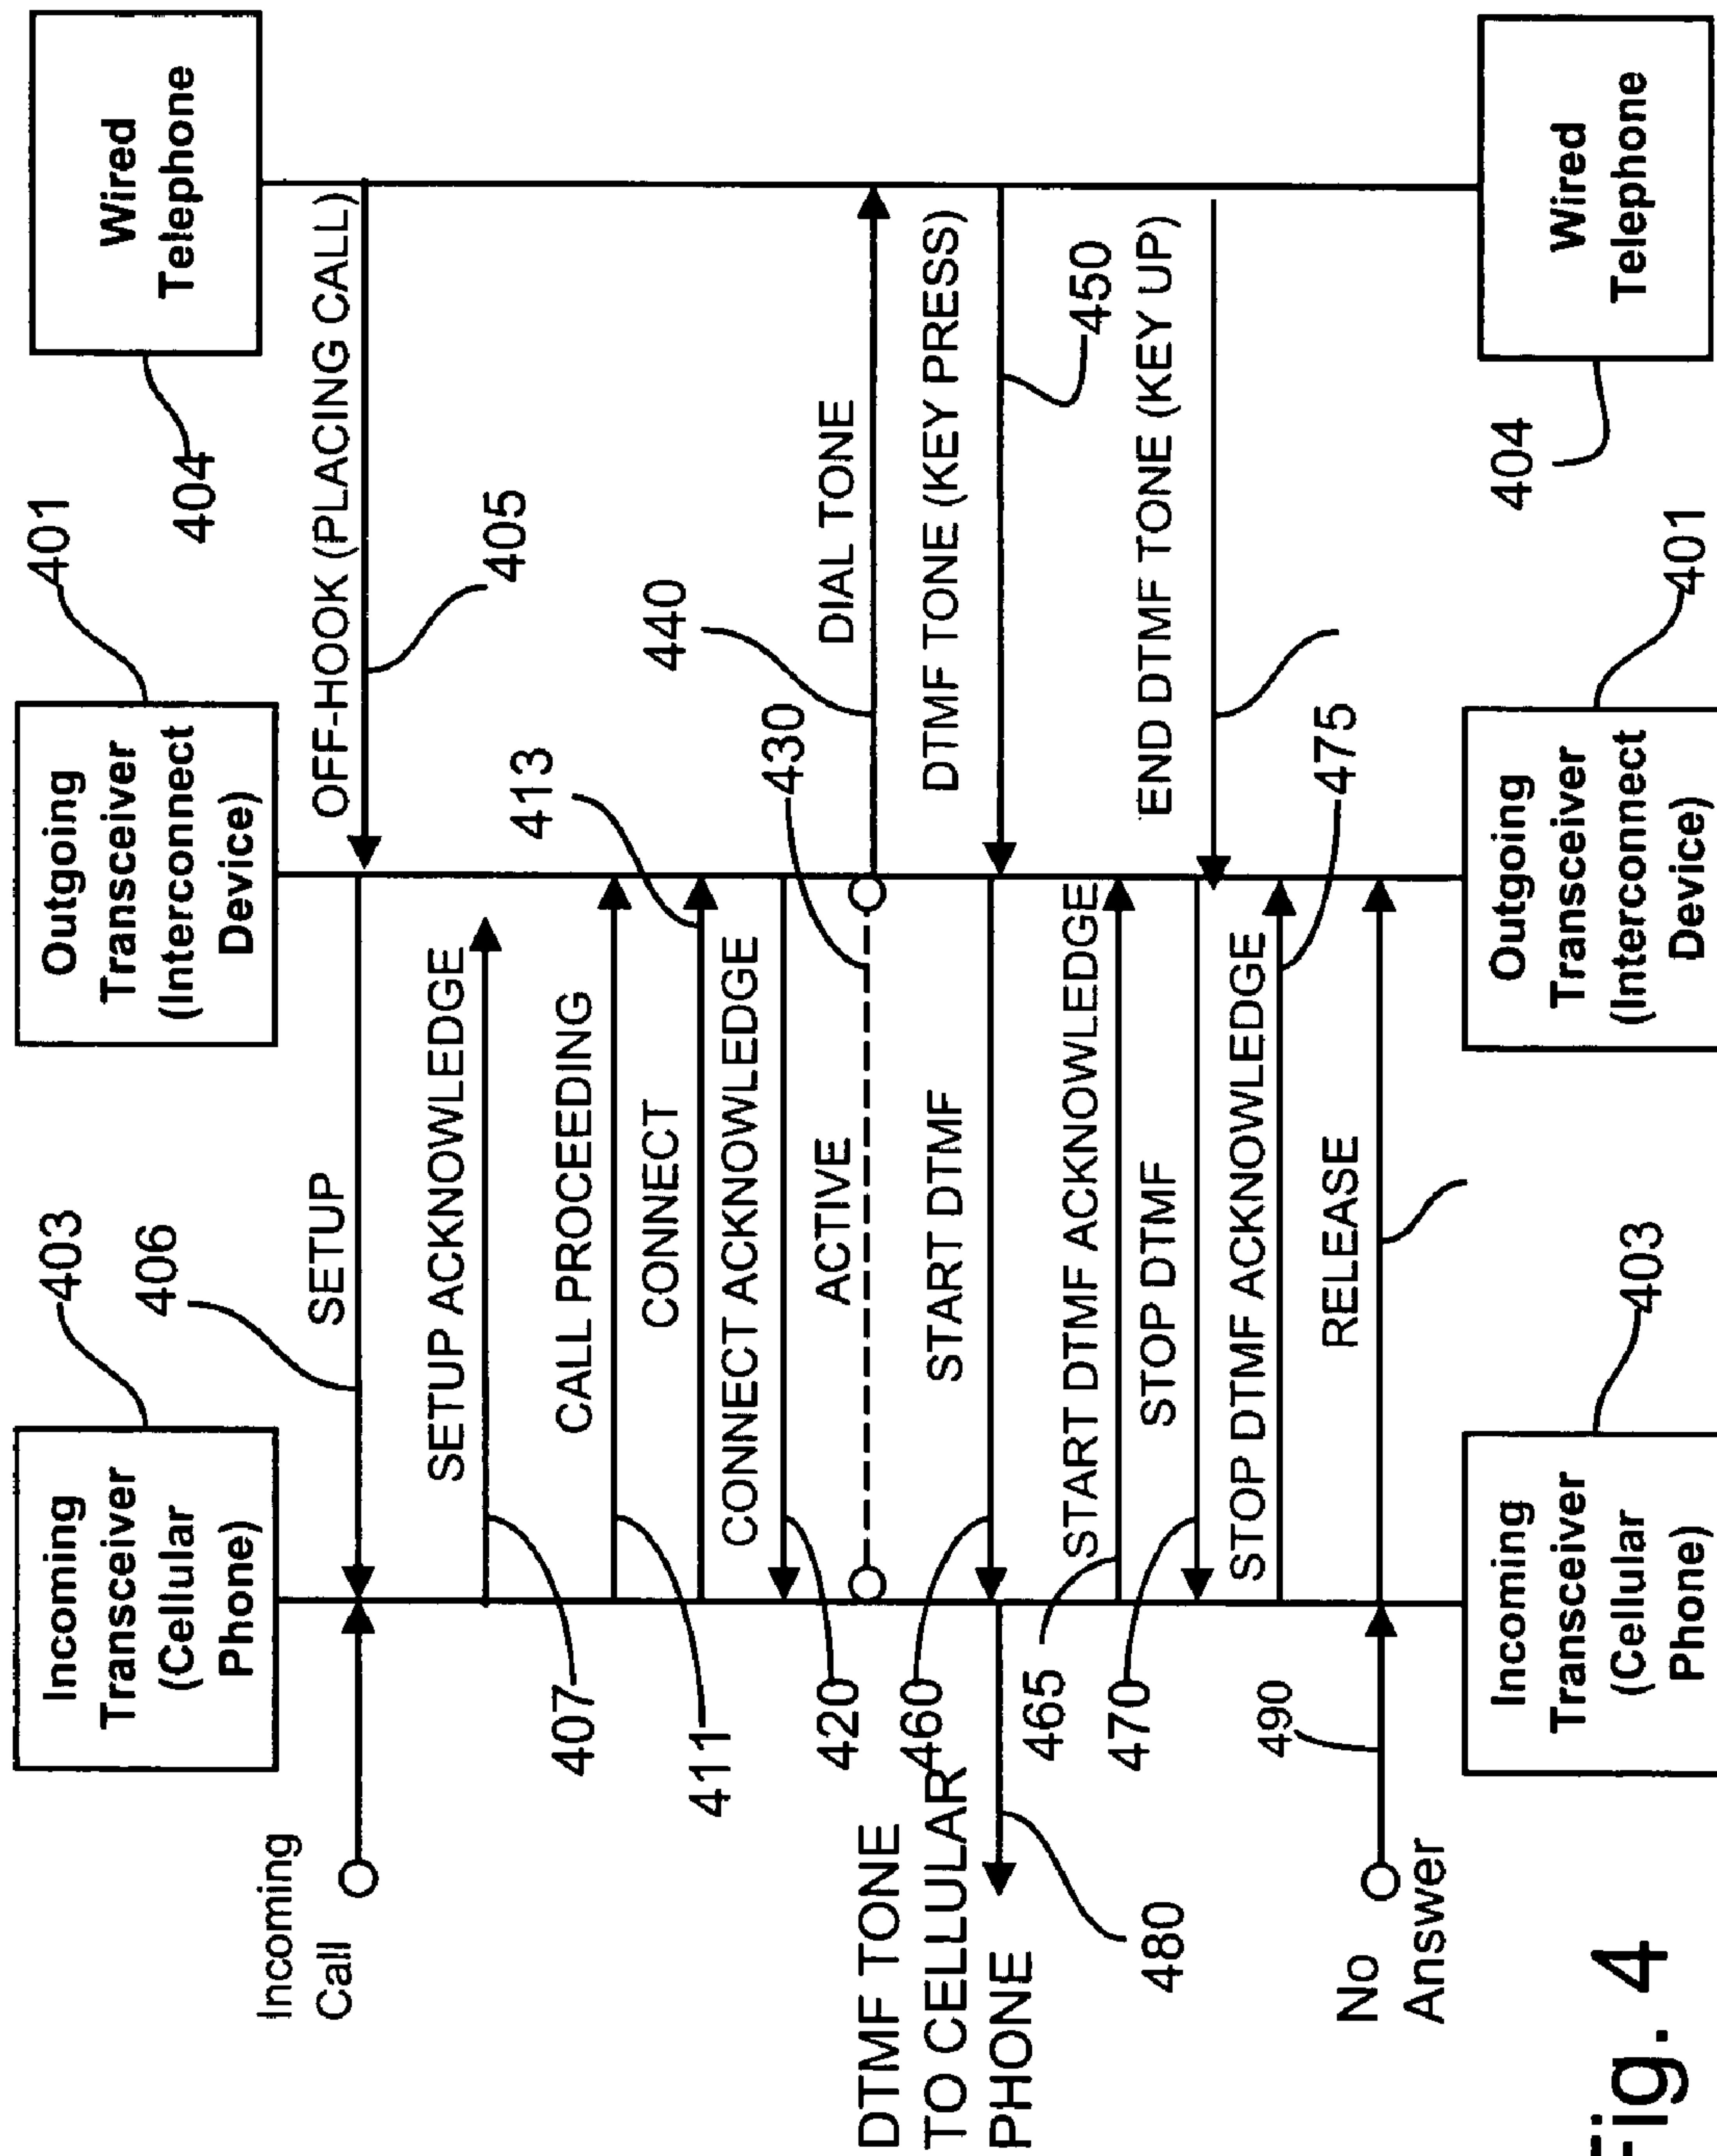 Incoming
Transceiver
(Cellular
Phone)
403
Outgoing
Transceiver
(Interconnect
Device)
401
Wired
Telephone
404
Incoming
Call
SETUP
406
OFF-HOOK (PLACING CALL)
405
SETUP ACKNOWLEDGE
407
CALL PROCEEDING
411
CONNECT
413
CONNECT ACKNOWLEDGE
420
ACTIVE
430
DIAL TONE
440
DTMF TONE (KEY PRESS)
450
START DTMF
460
DTMF TONE
TO CELLULAR
PHONE
480
START DTMF ACKNOWLEDGE
465
END DTMF TONE (KEY UP)
STOP DTMF
470
STOP DTMF ACKNOWLEDGE
475
RELEASE
No
Answer
490
Incoming
Transceiver
(Cellular
Phone)
403
Outgoing
Transceiver
(Interconnect
Device)
401
Wired
Telephone
404
Fig. 4